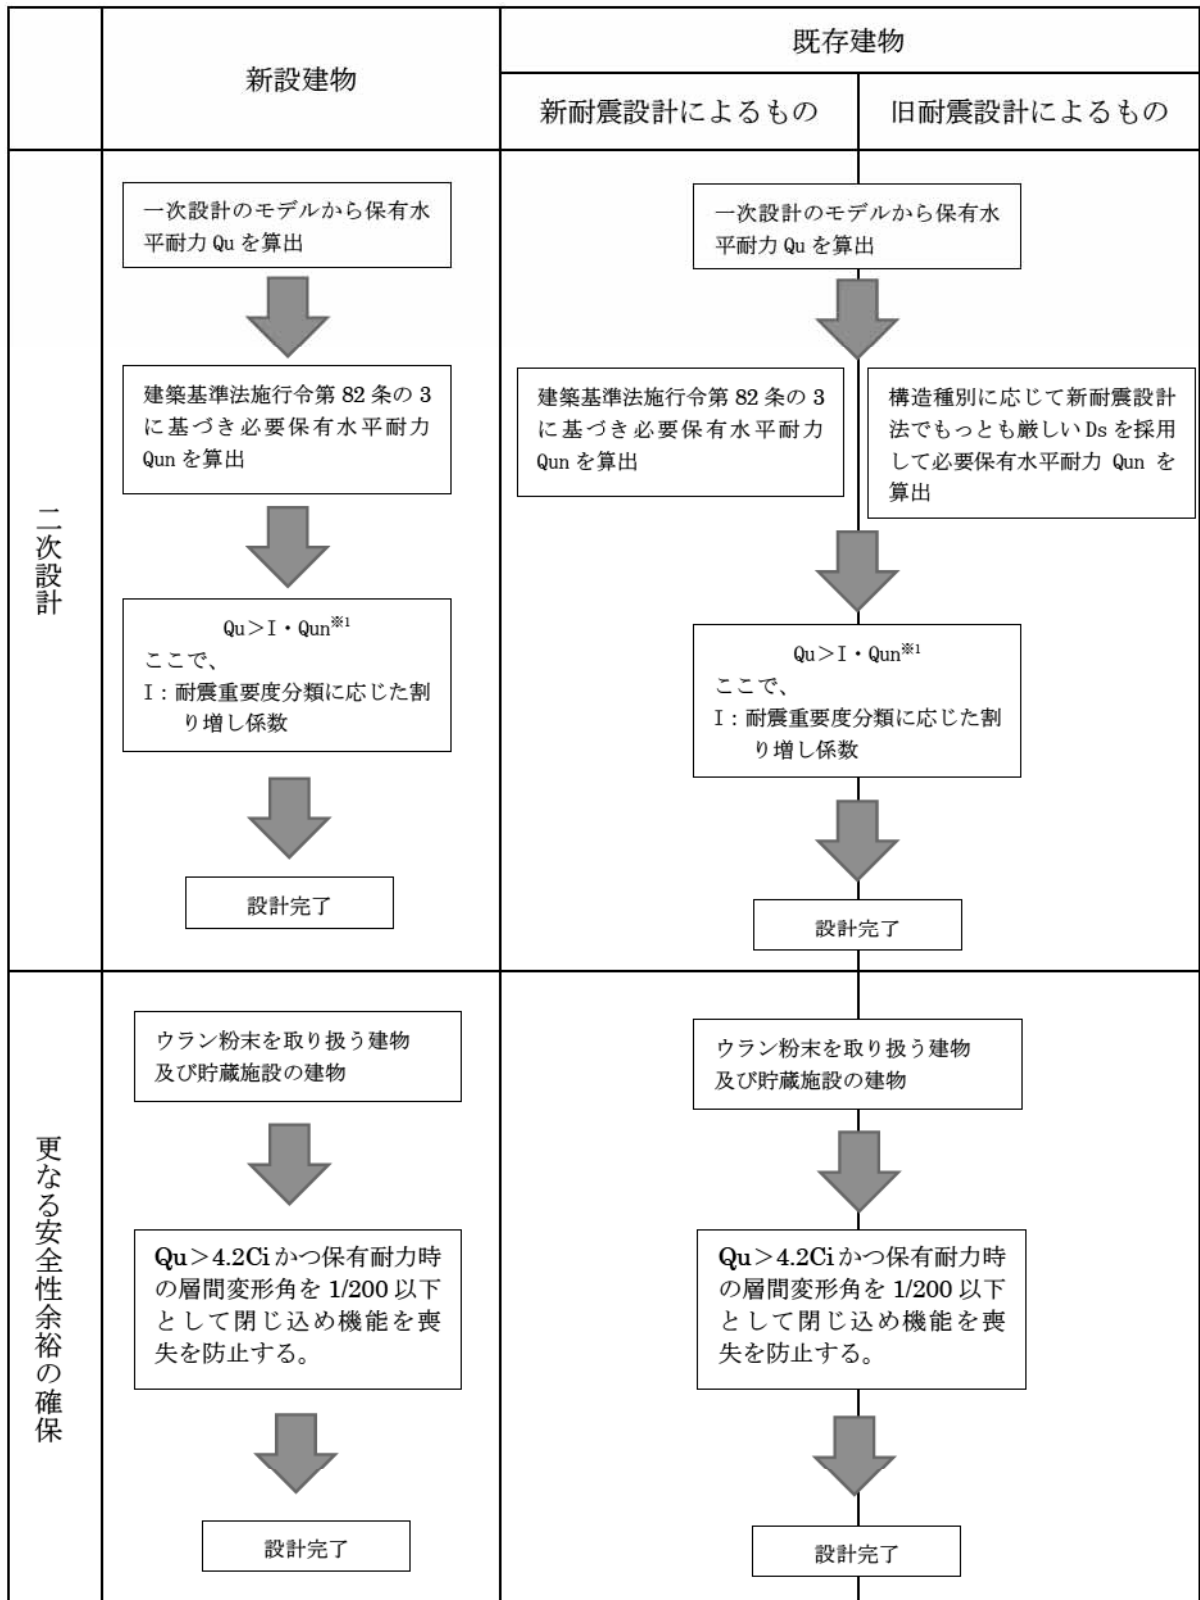 新設建物
既存建物
新耐震設計によるもの
旧耐震設計によるもの
二次設計
一次設計のモデルから保有水
平耐力 Qu を算出
建築基準法施行令第 82 条の 3
に基づき必要保有水平耐力
Qun を算出
Qu＞I・Qun※1
ここで、
I：耐震重要度分類に応じた割
り増し係数
設計完了
一次設計のモデルから保有水
平耐力 Qu を算出
建築基準法施行令第 82 条の 3
に基づき必要保有水平耐力
Qun を算出
構造種別に応じて新耐震設計
法でもっとも厳しい Ds を採用
して必要保有水平耐力 Qun を
算出
Qu＞I・Qun※1
ここで、
I：耐震重要度分類に応じた割
り増し係数
設計完了
更なる安全性余裕の確保
ウラン粉末を取り扱う建物
及び貯蔵施設の建物
Qu＞4.2Ci かつ保有耐力時
の層間変形角を 1/200 以下
として閉じ込め機能を喪
失を防止する。
設計完了
ウラン粉末を取り扱う建物
及び貯蔵施設の建物
Qu＞4.2Ci かつ保有耐力時
の層間変形角を 1/200 以下
として閉じ込め機能を喪
失を防止する。
設計完了